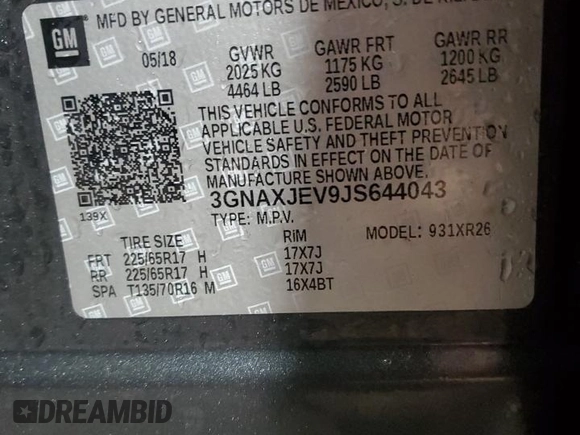 MFD BY GENERAL MOTORS DE MEXICO, S. DE
GM
05/18
GVWR GAWR FRT GAWR RR
2025 KG 1175 KG 1200 KG
4464 LB 2590 LB 2645 LB
THIS VEHICLE CONFORMS TO ALL
APPLICABLE U.S. FEDERAL MOTOR
VEHICLE SAFETY AND THEFT PREVENTION
STANDARDS IN EFFECT ON THE DATE OF
MANUFACTURE SHOWN ABOVE.
139X
3GNAXJEV9JS644043
TYPE: M.P.V. MODEL: 931XR26
TIRE SIZE RIM
FRT 225/65R17 H 17X7J
RR 225/65R17 H 17X7J
SPA T135/70R16 M 16X4BT
DREAMBID